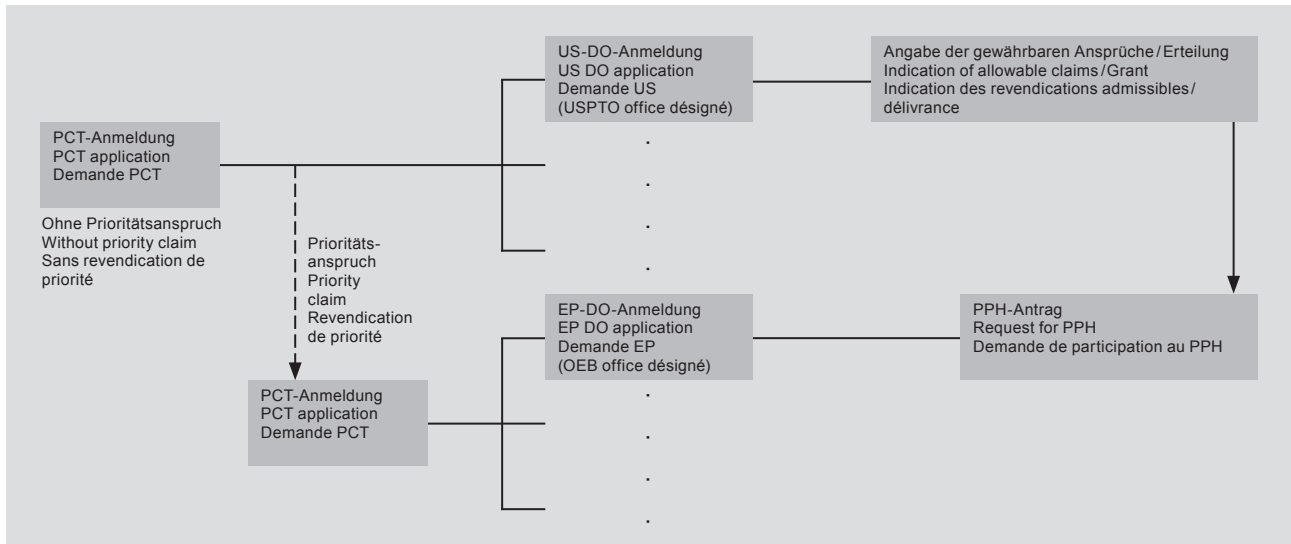 US-DO-Anmeldung
US DO application
Demande US
(USPTO office désigné)
Angabe der gewährbaren Ansprüche/Erteilung
Indication of allowable claims/Grant
Indication des revendications admissibles/
délivrance
PCT-Anmeldung
PCT application
Demande PCT
Ohne Prioritätsanspruch
Without priority claim
Sans revendication de
priorité
Prioritäts-
anspruch
Priority
claim
Revendication
de priorité
EP-DO-Anmeldung
EP DO application
Demande EP
(OEB office désigné)
PPH-Antrag
Request for PPH
Demande de participation au PPH
PCT-Anmeldung
PCT application
Demande PCT